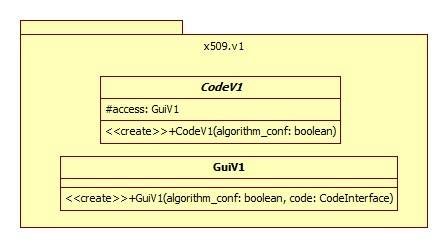 x509.v1
CodeV1
#access: GuiV1
<<create>>+CodeV1(algorithm_conf: boolean)
GuiV1
<<create>>+GuiV1(algorithm_conf: boolean, code: CodeInterface)